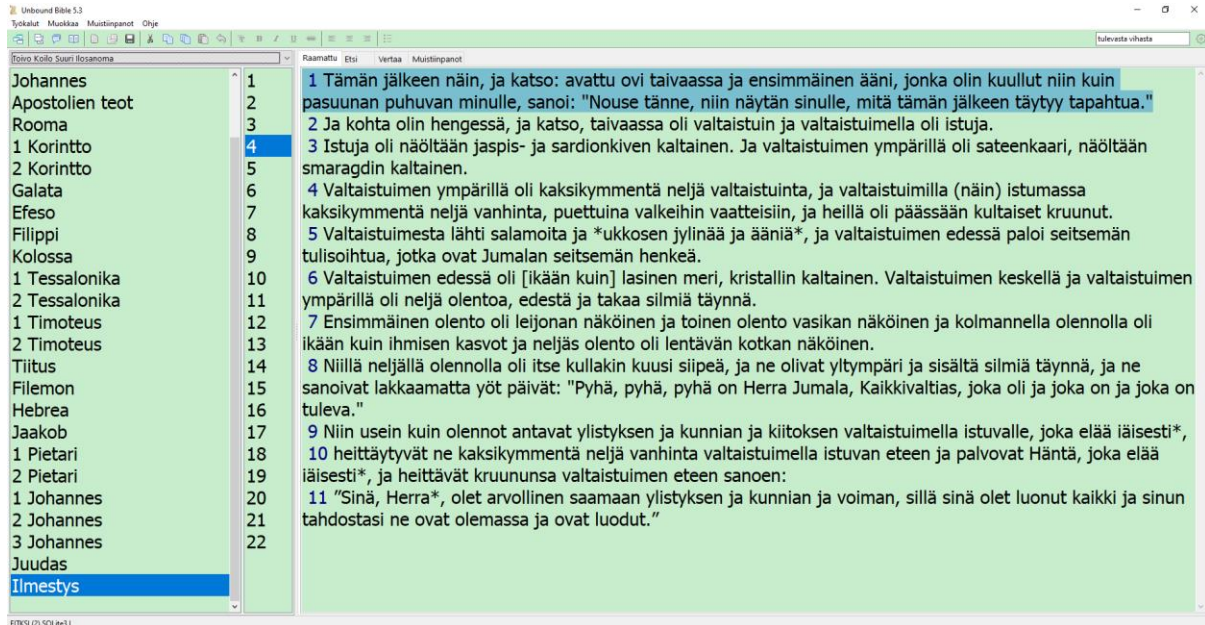 Unbound Bible 5.3
Työkalut Muokkaa Muistiinpanot Ohje
tulevasta vihasta
Toivo Koilo Suuri Ilosanoma
Raamattu Etsi Vertaa Muistiinpanot
Johannes
Apostolien teot
Rooma
1 Korintto
2 Korintto
Galata
Efeso
Filippi
Kolossa
1 Tessalonika
2 Tessalonika
1 Timoteus
2 Timoteus
Tiitus
Filemon
Hebrea
Jaakob
1 Pietari
2 Pietari
1 Johannes
2 Johannes
3 Johannes
Juudas
Ilmestys
1
2
3
4
5
6
7
8
9
10
11
12
13
14
15
16
17
18
19
20
21
22
1 Tämän jälkeen näin, ja katso: avattu ovi taivaassa ja ensimmäinen ääni, jonka olin kuullut niin kuin
pasuunan puhuvan minulle, sanoi: "Nouse tänne, niin näytän sinulle, mitä tämän jälkeen täytyy tapahtua."
2 Ja kohta olin hengessä, ja katso, taivaassa oli valtaistuin ja valtaistuimella oli istuja.
3 Istuja oli näöltään jaspis- ja sardionkiven kaltainen. Ja valtaistuimen ympärillä oli sateenkaari, näöltään
smaragdin kaltainen.
4 Valtaistuimen ympärillä oli kaksikymmentä neljä valtaistuinta, ja valtaistuimilla (näin) istumassa
kaksikymmentä neljä vanhinta, puettuina valkeihin vaatteisiin, ja heillä oli päässään kultaiset kruunut.
5 Valtaistuimesta lähti salamoita ja *ukkosen jylinää ja ääniä*, ja valtaistuimen edessä paloi seitsemän
tulisoihtua, jotka ovat Jumalan seitsemän henkeä.
6 Valtaistuimen edessä oli [ikään kuin] lasinen meri, kristallin kaltainen. Valtaistuimen keskellä ja valtaistuimen
ympärillä oli neljä olentoa, edestä ja takaa silmiä täynnä.
7 Ensimmäinen olento oli leijonan näköinen ja toinen olento vasikan näköinen ja kolmannella olennolla oli
ikään kuin ihmisen kasvot ja neljäs olento oli lentävän kotkan näköinen.
8 Niillä neljällä olennolla oli itse kullakin kuusi siipeä, ja ne olivat yltympäri ja sisältä silmiä täynnä, ja ne
sanoivat lakkaamatta yöt päivät: "Pyhä, pyhä, pyhä on Herra Jumala, Kaikkivaltias, joka oli ja joka on ja joka on
tuleva."
9 Niin usein kuin olennot antavat ylistyksen ja kunnian ja kiitoksen valtaistuimella istuvalle, joka elää iäisesti*,
10 heittäytyvät ne kaksikymmentä neljä vanhinta valtaistuimella istuvan eteen ja palvovat Häntä, joka elää
iäisesti*, ja heittävät kruununsa valtaistuimen eteen sanoen:
11 ”Sinä, Herra*, olet arvollinen saamaan ylistyksen ja kunnian ja voiman, sillä sinä olet luonut kaikki ja sinun
tahdostasi ne ovat olemassa ja ovat luodut.”